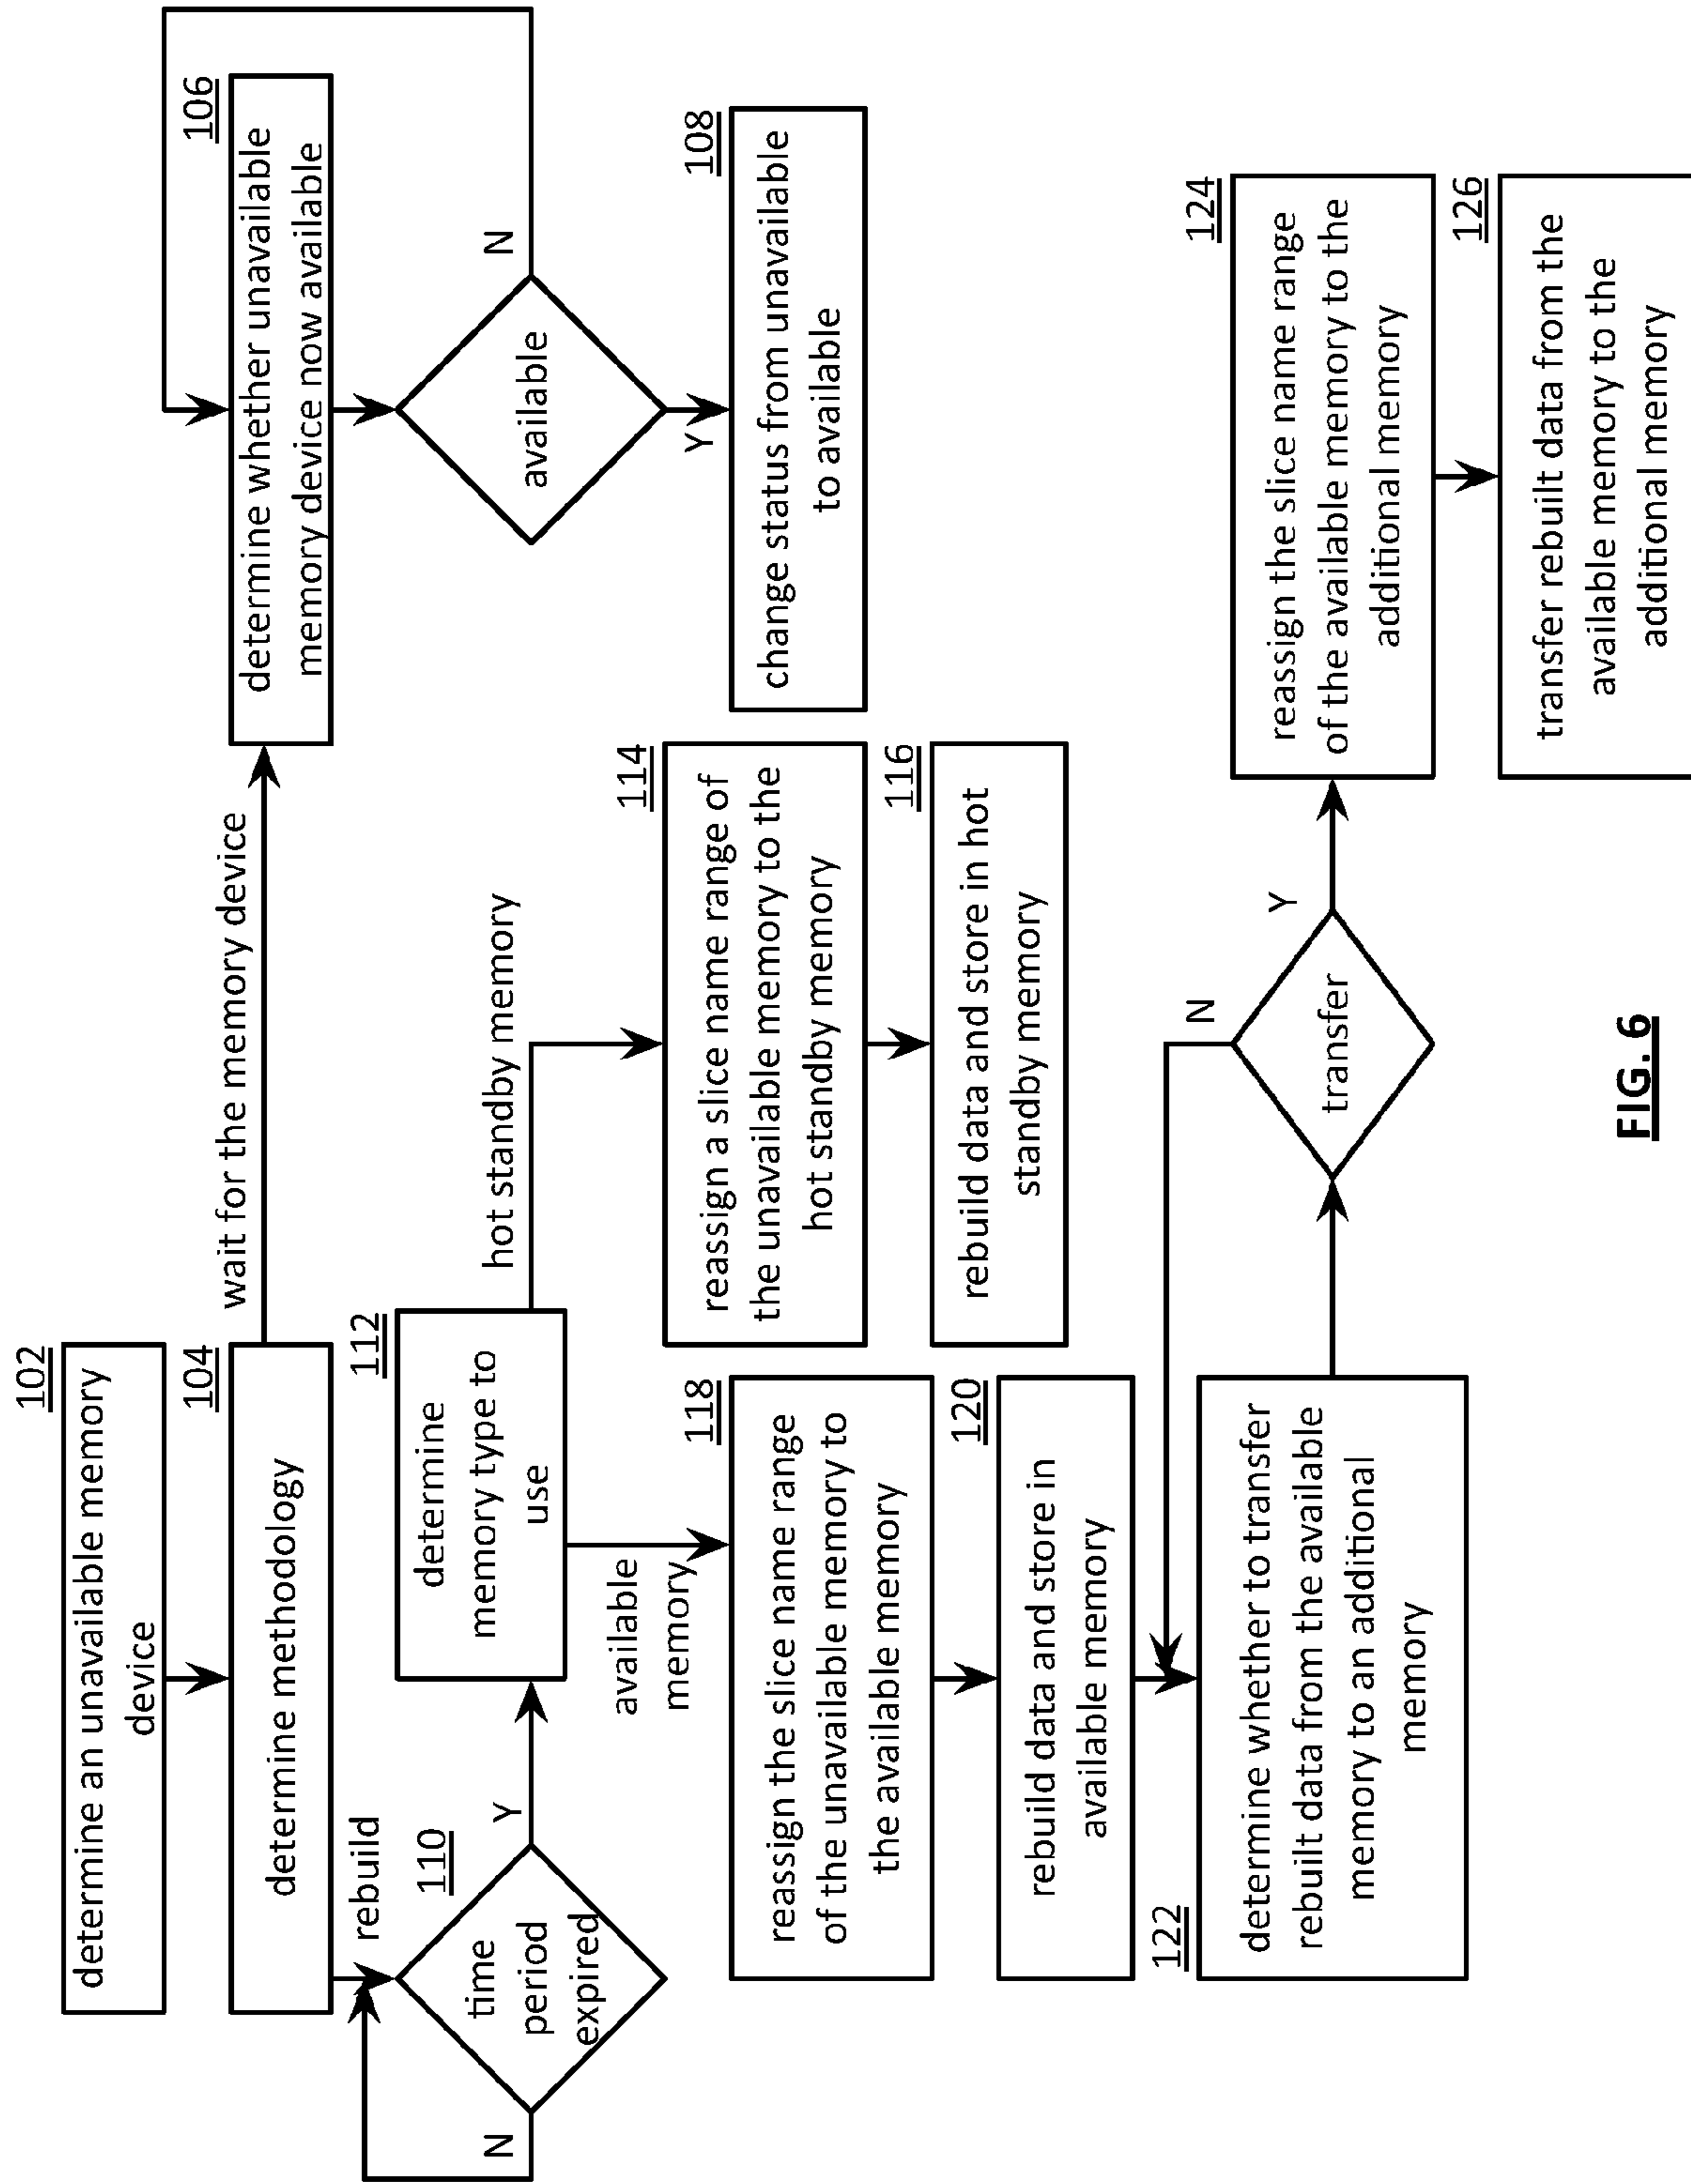 102
determine an unavailable memory
device
104
determine methodology
wait for the memory device
106
determine whether unavailable
memory device now available
available
N
Y
108
change status from unavailable
to available
rebuild
110
time
period
expired
N
Y
112
determine
memory type to
use
hot standby memory
114
reassign a slice name range of
the unavailable memory to the
hot standby memory
116
rebuild data and store in hot
standby memory
available
memory
118
reassign the slice name range
of the unavailable memory to
the available memory
120
rebuild data and store in
available memory
122
determine whether to transfer
rebuilt data from the available
memory to an additional
memory
transfer
N
Y
124
reassign the slice name range
of the available memory to the
additional memory
126
transfer rebuilt data from the
available memory to the
additional memory
FIG. 6